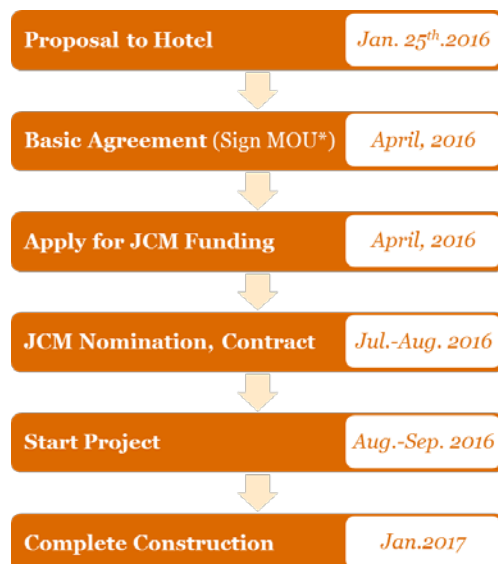 Proposal to Hotel Jan. 25th.2016
Basic Agreement (Sign MOU*) April, 2016
Apply for JCM Funding April, 2016
JCM Nomination, Contract Jul.-Aug. 2016
Start Project Aug.-Sep. 2016
Complete Construction Jan.2017